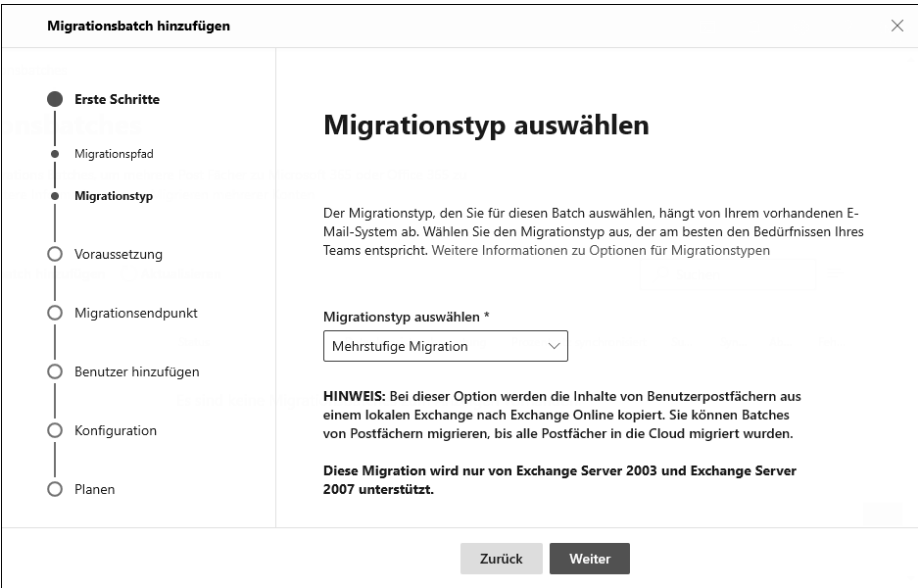 Migrationsbatch hinzufügen
Erste Schritte
Migrationspfad
Migrationstyp
Voraussetzung
Migrationsendpunkt
Benutzer hinzufügen
Konfiguration
Planen
Migrationstyp auswählen
Der Migrationstyp, den Sie für diesen Batch auswählen, hängt von Ihrem vorhandenen E-
Mail-System ab. Wählen Sie den Migrationstyp aus, der am besten den Bedürfnissen Ihres
Teams entspricht. Weitere Informationen zu Optionen für Migrationstypen
Migrationstyp auswählen *
Mehrstufige Migration
HINWEIS: Bei dieser Option werden die Inhalte von Benutzerpostfächern aus
einem lokalen Exchange nach Exchange Online kopiert. Sie können Batches
von Postfächern migrieren, bis alle Postfächer in die Cloud migriert wurden.
Diese Migration wird nur von Exchange Server 2003 und Exchange Server
2007 unterstützt.
Zurück
Weiter